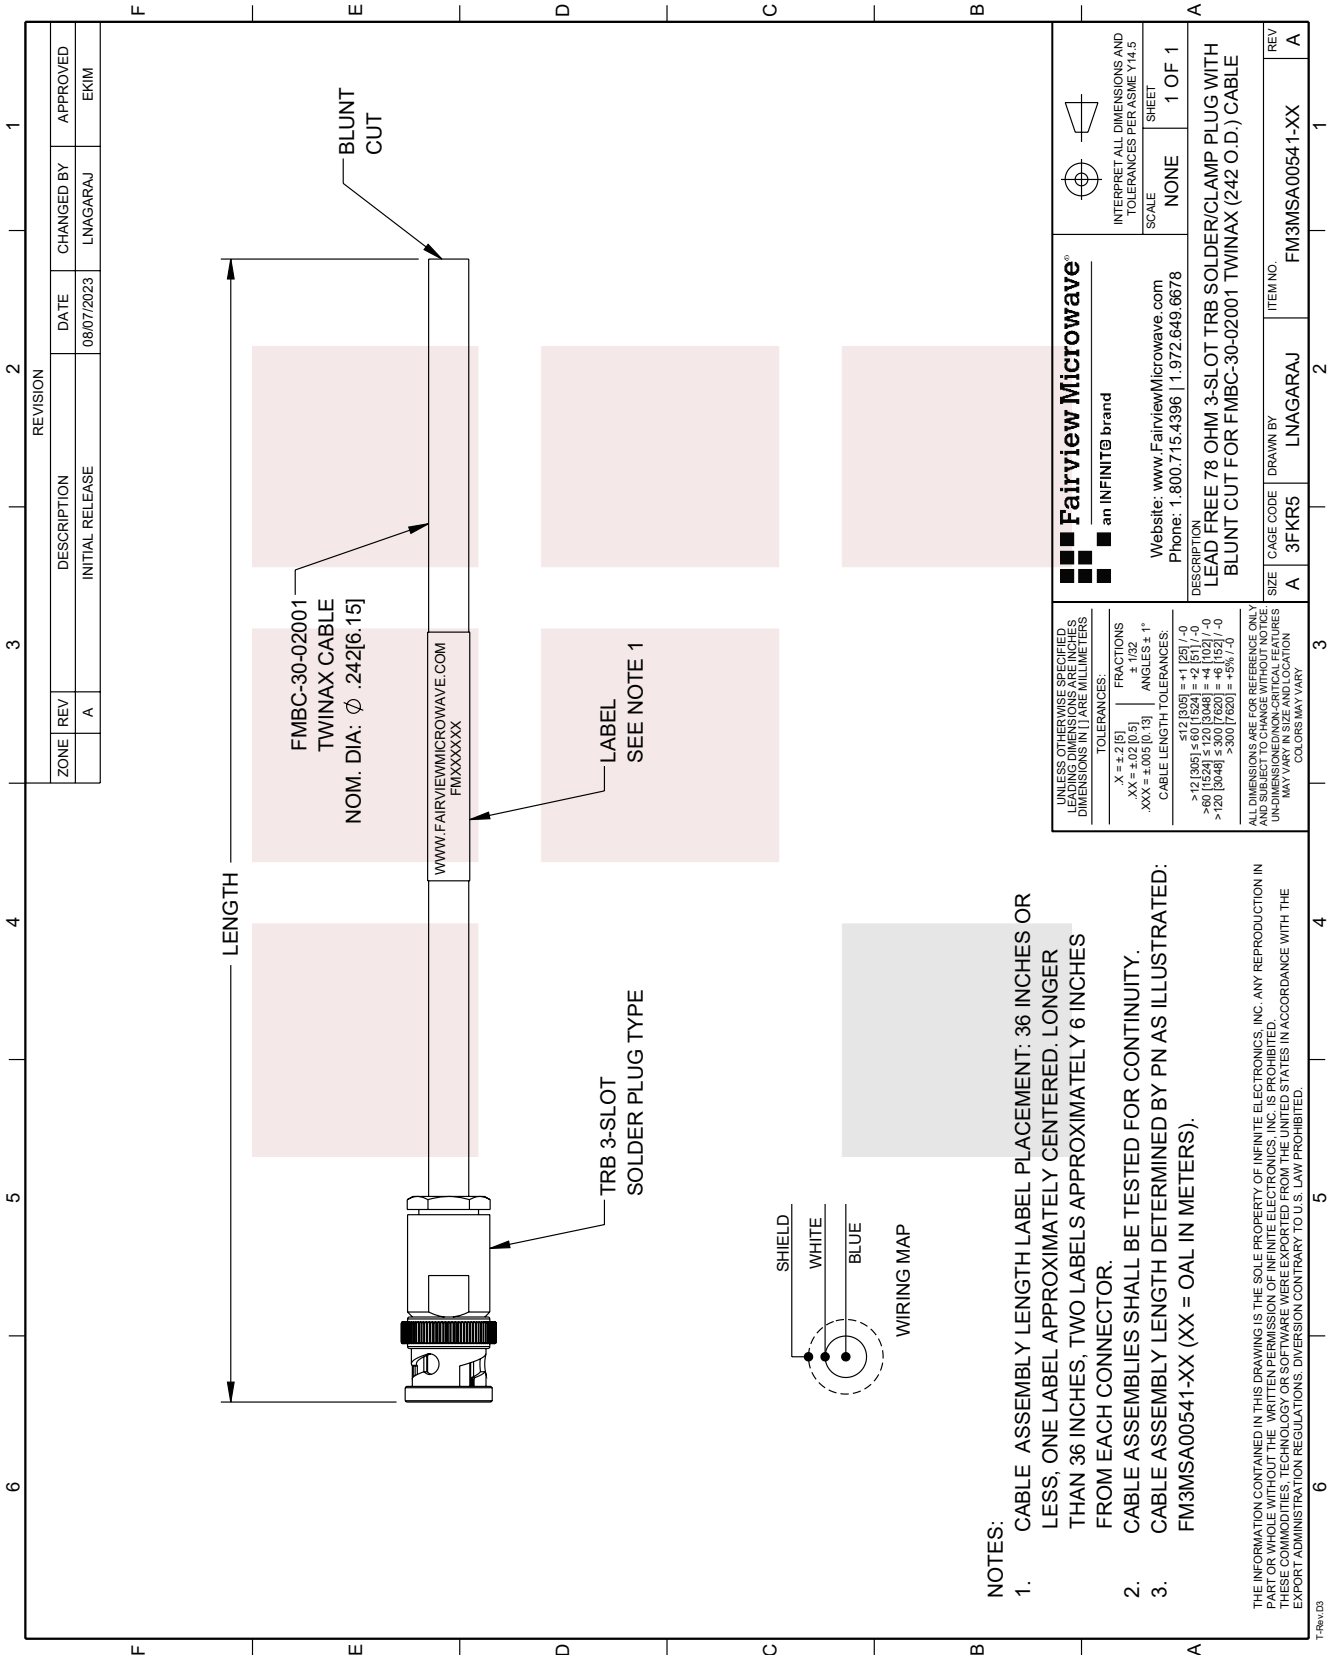 6
5
4
3
2
1
REVISION
ZONE
REV
DESCRIPTION
DATE
CHANGED BY
APPROVED
A
INITIAL RELEASE
08/07/2023
LNAGARAJ
EKIM
F
E
D
C
B
A
F
E
D
C
B
A
LENGTH
FMBC-30-02001
TWINAX CABLE
NOM. DIA: Ø .242[6.15]
BLUNT
CUT
WWW.FAIRVIEWMICROWAVE.COM
FMXXXXXX
LABEL
SEE NOTE 1
TRB 3-SLOT
SOLDER PLUG TYPE
SHIELD
WHITE
BLUE
WIRING MAP
NOTES:
1. CABLE ASSEMBLY LENGTH LABEL PLACEMENT: 36 INCHES OR
LESS, ONE LABEL APPROXIMATELY CENTERED. LONGER
THAN 36 INCHES, TWO LABELS APPROXIMATELY 6 INCHES
FROM EACH CONNECTOR.
2. CABLE ASSEMBLIES SHALL BE TESTED FOR CONTINUITY.
3. CABLE ASSEMBLY LENGTH DETERMINED BY PN AS ILLUSTRATED:
FM3MSA00541-XX (XX = OAL IN METERS).
THE INFORMATION CONTAINED IN THIS DRAWING IS THE SOLE PROPERTY OF INFINITE ELECTRONICS, INC. ANY REPRODUCTION IN
PART OR WHOLE WITHOUT THE WRITTEN PERMISSION OF INFINITE ELECTRONICS, INC. IS PROHIBITED.
THESE COMMODITIES, TECHNOLOGY OR SOFTWARE WERE EXPORTED FROM THE UNITED STATES IN ACCORDANCE WITH THE
EXPORT ADMINISTRATION REGULATIONS. DIVERSION CONTRARY TO U.S. LAW PROHIBITED.
UNLESS OTHERWISE SPECIFIED
LEADING DIMENSIONS ARE INCHES
DIMENSIONS IN [ ] ARE MILLIMETERS
TOLERANCES:
.X = ±.2 [5]
.XX = ±.02 [0.5]
.XXX = ±.005 [0.13]
FRACTIONS
± 1/32
ANGLES ± 1°
CABLE LENGTH TOLERANCES:
≤12 [305] = +1 [25] / -0
>12 [305] ≤ 60 [1524] = +2 [51] / -0
>60 [1524] ≤ 120 [3048] = +4 [102] / -0
>120 [3048] ≤ 300 [7620] = +6 [152] / -0
>300 [7620] = +5% / -0
ALL DIMENSIONS ARE FOR REFERENCE ONLY
AND SUBJECT TO CHANGE WITHOUT NOTICE.
UN-DIMENSIONED/NON-CRITICAL FEATURES
MAY VARY IN SIZE AND LOCATION
COLORS MAY VARY
Fairview Microwave®
an INFINIT@ brand
Website: www.FairviewMicrowave.com
Phone: 1.800.715.4396 | 1.972.649.6678
INTERPRET ALL DIMENSIONS AND
TOLERANCES PER ASME Y14.5
SCALE
NONE
SHEET
1 OF 1
DESCRIPTION
LEAD FREE 78 OHM 3-SLOT TRB SOLDER/CLAMP PLUG WITH
BLUNT CUT FOR FMBC-30-02001 TWINAX (242 O.D.) CABLE
SIZE
A
CAGE CODE
3FKR5
DRAWN BY
LNAGARAJ
ITEM NO.
FM3MSA00541-XX
REV
A
6
5
4
3
2
1
T-Rev.D3